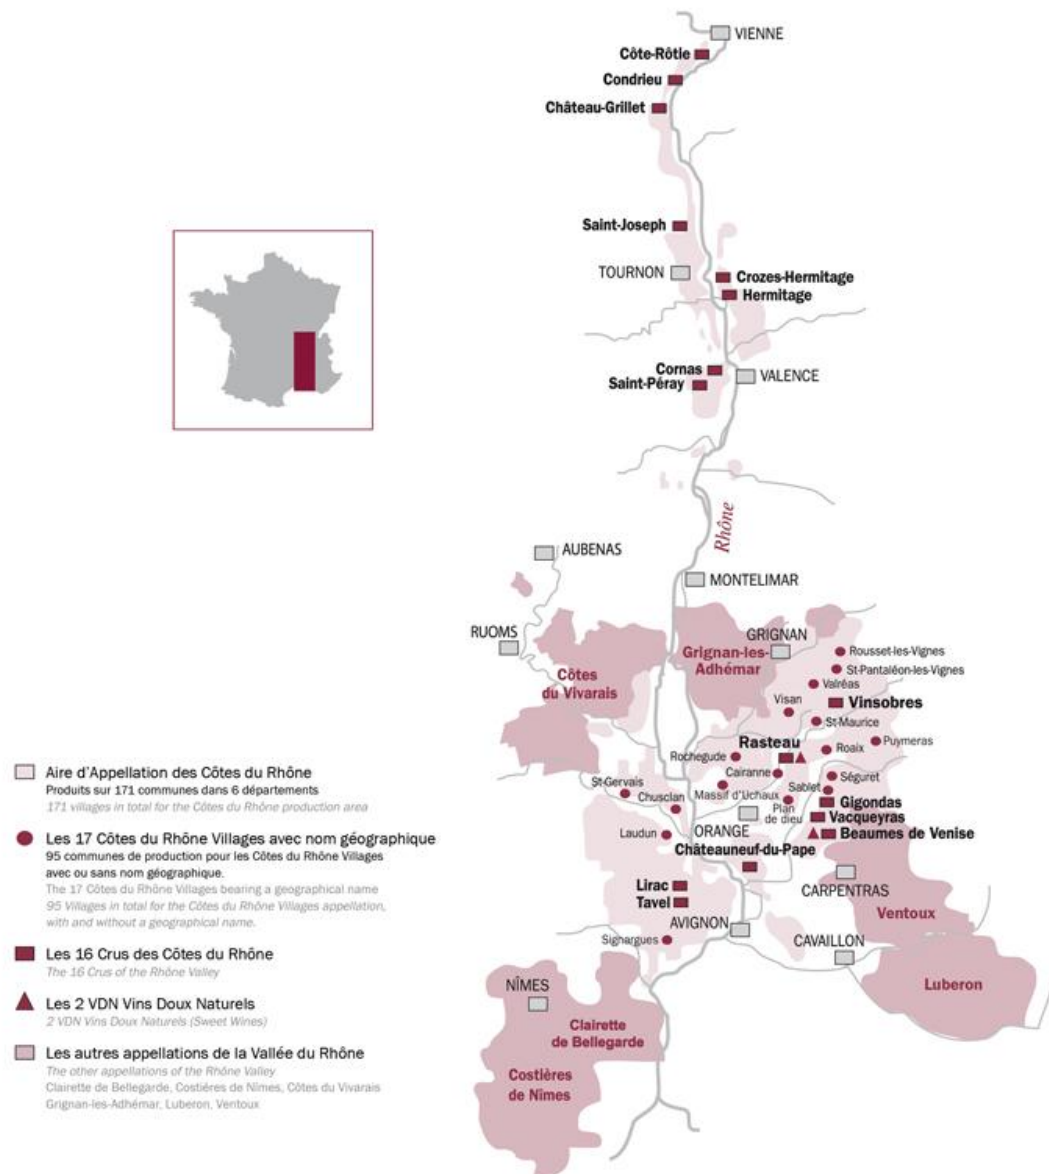 VIENNE
Côte-Rôtie
Condrieu
Château-Grillet
Saint-Joseph
TOURNON
Crozes-Hermitage
Hermitage
Cornas
Saint-Péray
VALENCE
Rhône
AUBENAS
MONTELIMAR
RUOMS
GRIGNAN
Grignan-les-
Adhémar
Côtes
du Vivarais
Rousset-les-Vignes
St-Pantaléon-les-Vignes
Valréas
Visan
Vinsobres
St-Maurice
Rasteau
Puymeras
Roaix
Rochegude
Cairanne
Séguret
St-Gervais
Massif d'Uchaux
Sablet
Chusclan
Plan
de dieu
Gigondas
Vacqueyras
Laudun
ORANGE
Beaumes de Venise
Châteauneuf-du-Pape
Lirac
Tavel
CARPENTRAS
Ventoux
AVIGNON
Signargues
CAVAILLON
Luberon
NÎMES
Clairette
de Bellegarde
Costières
de Nîmes
Aire d'Appellation des Côtes du Rhône
Produits sur 171 communes dans 6 départements
171 villages in total for the Côtes du Rhône production area
Les 17 Côtes du Rhône Villages avec nom géographique
95 communes de production pour les Côtes du Rhône Villages
avec ou sans nom géographique.
The 17 Côtes du Rhône Villages bearing a geographical name
95 Villages in total for the Côtes du Rhône Villages appellation,
with and without a geographical name.
Les 16 Crus des Côtes du Rhône
The 16 Crus of the Rhône Valley
Les 2 VDN Vins Doux Naturels
2 VDN Vins Doux Naturels (Sweet Wines)
Les autres appellations de la Vallée du Rhône
The other appellations of the Rhône Valley
Clairette de Bellegarde, Costières de Nîmes, Côtes du Vivarais
Grignan-les-Adhémar, Luberon, Ventoux